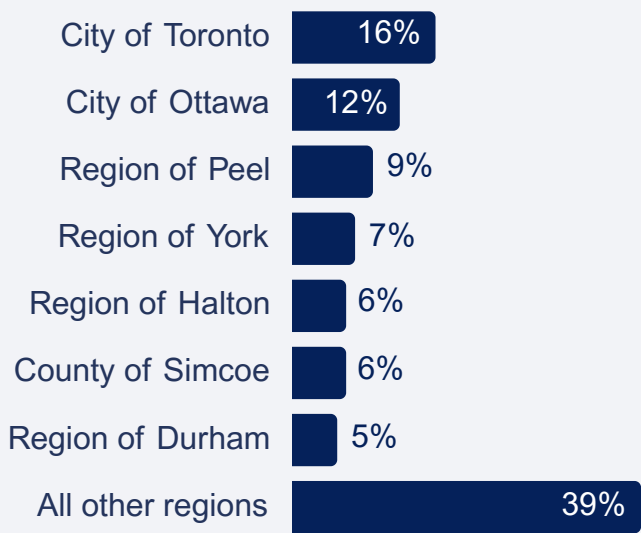 City of Toronto 16%
City of Ottawa 12%
Region of Peel 9%
Region of York 7%
Region of Halton 6%
County of Simcoe 6%
Region of Durham 5%
All other regions 39%